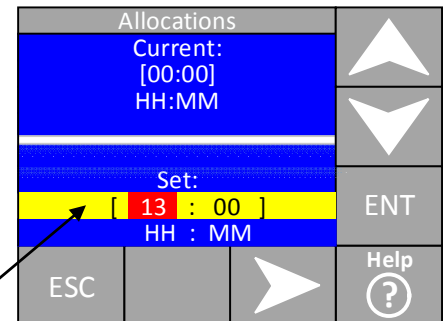 Allocations
Current:
[00:00]
HH:MM
Set:
[ 13 : 00 ]
HH : MM
ENT
ESC
Help
?